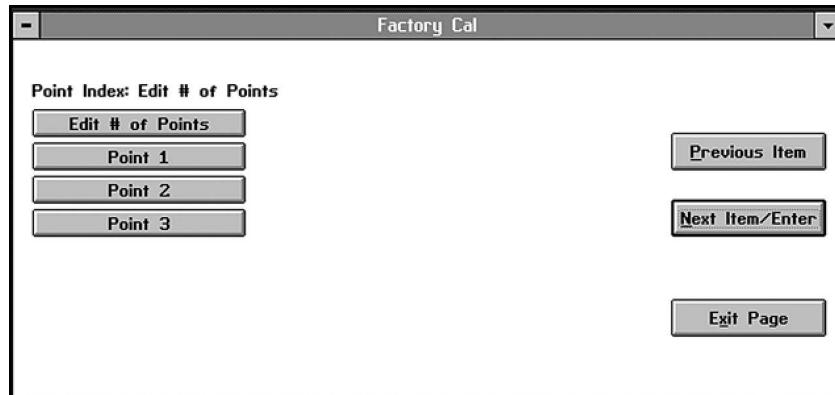 Factory Cal
Point Index: Edit # of Points
Edit # of Points
Point 1
Point 2
Point 3
Previous Item
Next Item/Enter
Exit Page